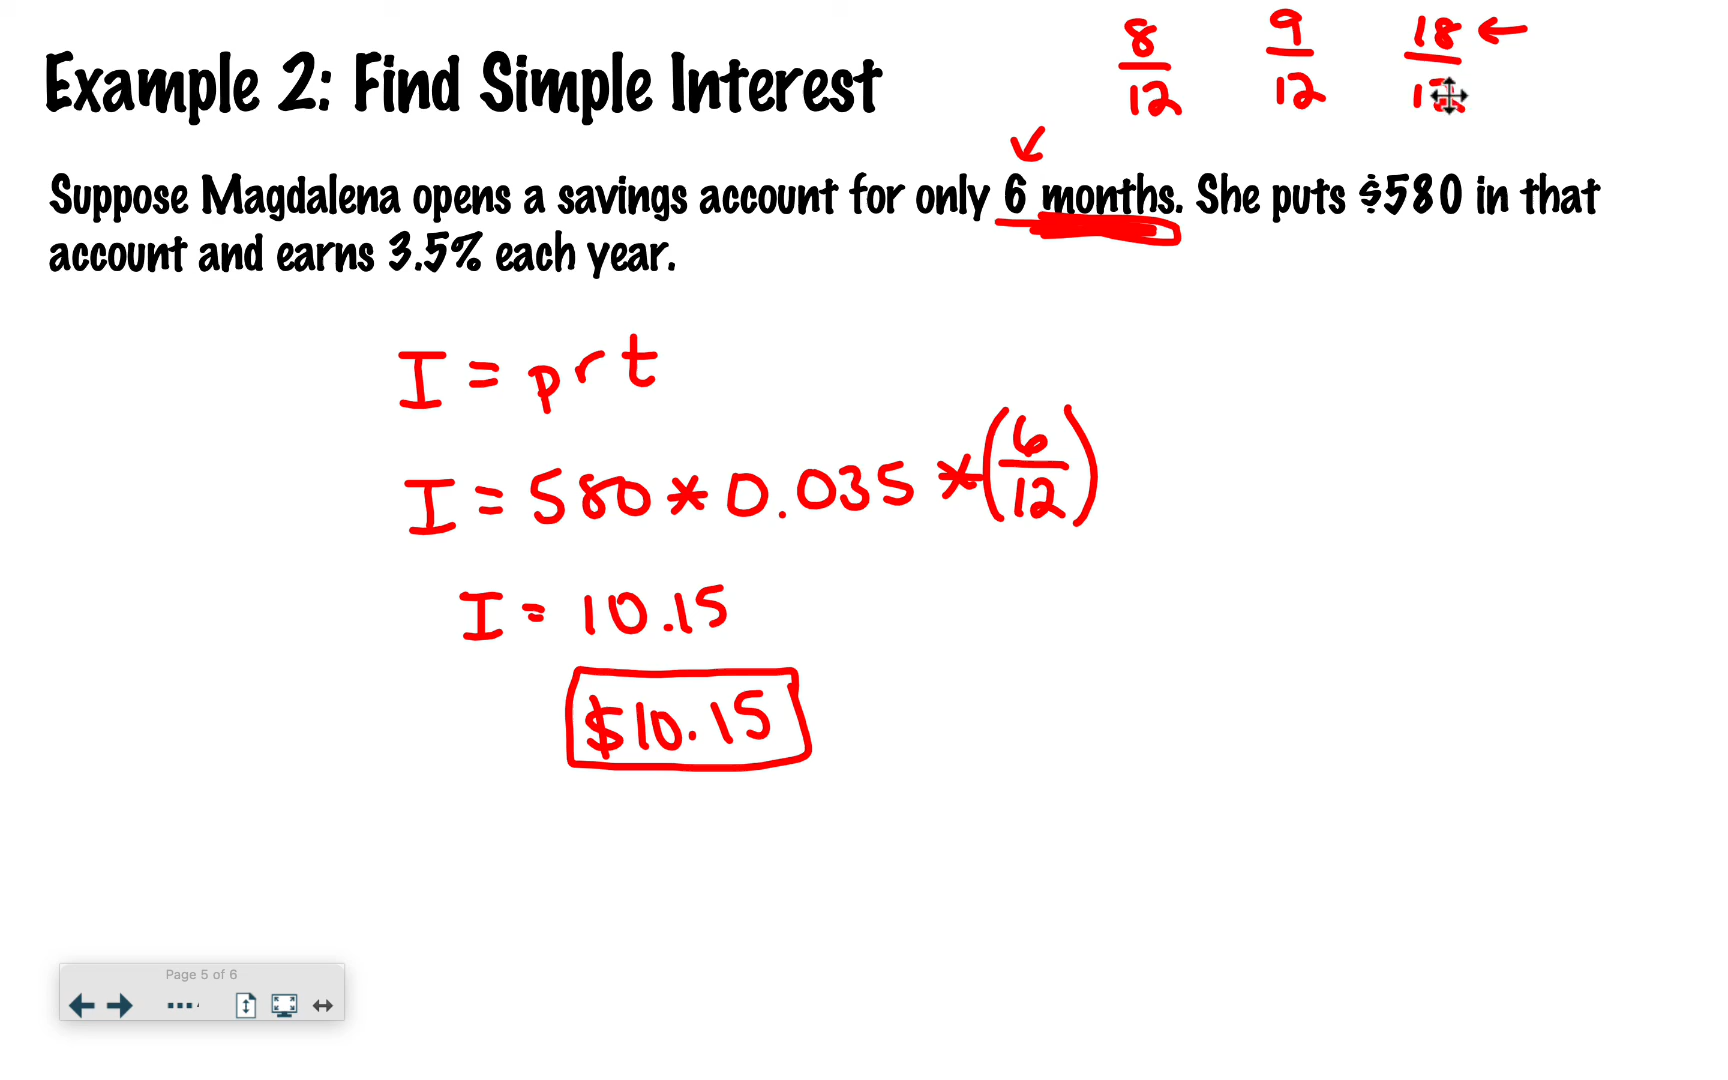 8/12 9/12 18/12 ←
Example 2: Find Simple Interest
Suppose Magdalena opens a savings account for only 6 months. She puts $580 in that
account and earns 3.5% each year.
I = prt
I = 580 * 0.035 * (6/12)
I = 10.15
$10.15
Page 5 of 6